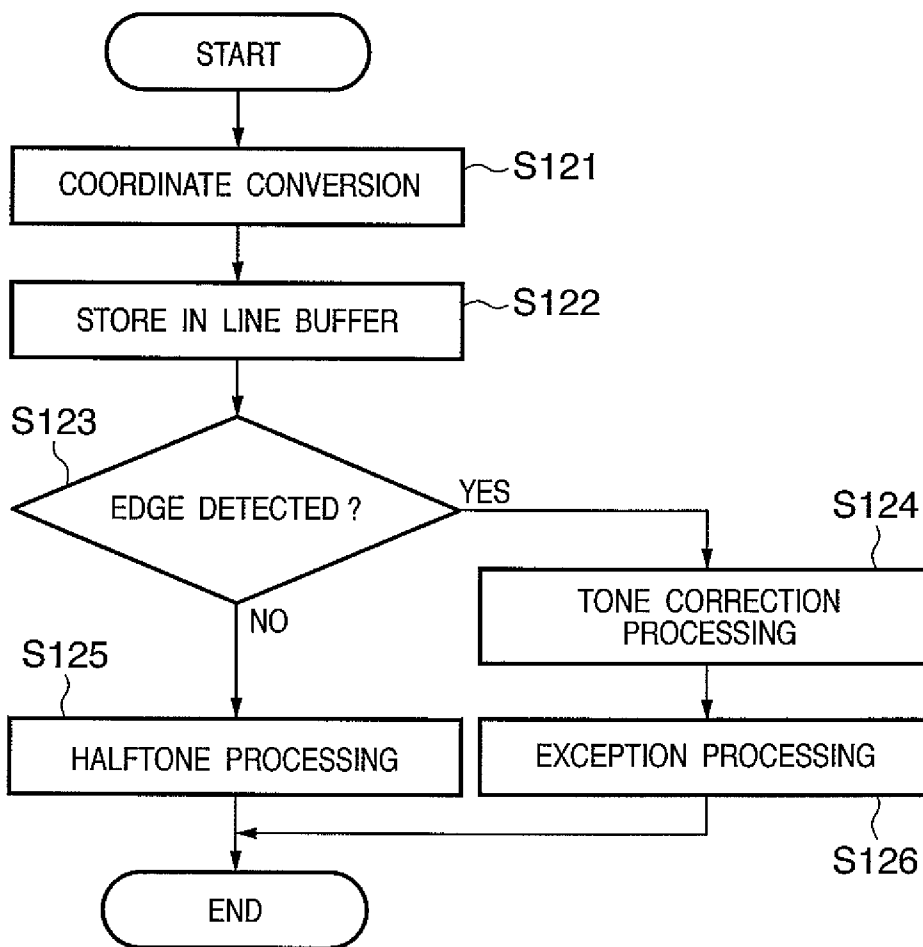 START
COORDINATE CONVERSION
S121
STORE IN LINE BUFFER
S122
S123
EDGE DETECTED ?
YES
NO
S124
TONE CORRECTION
PROCESSING
S125
HALFTONE PROCESSING
EXCEPTION PROCESSING
S126
END